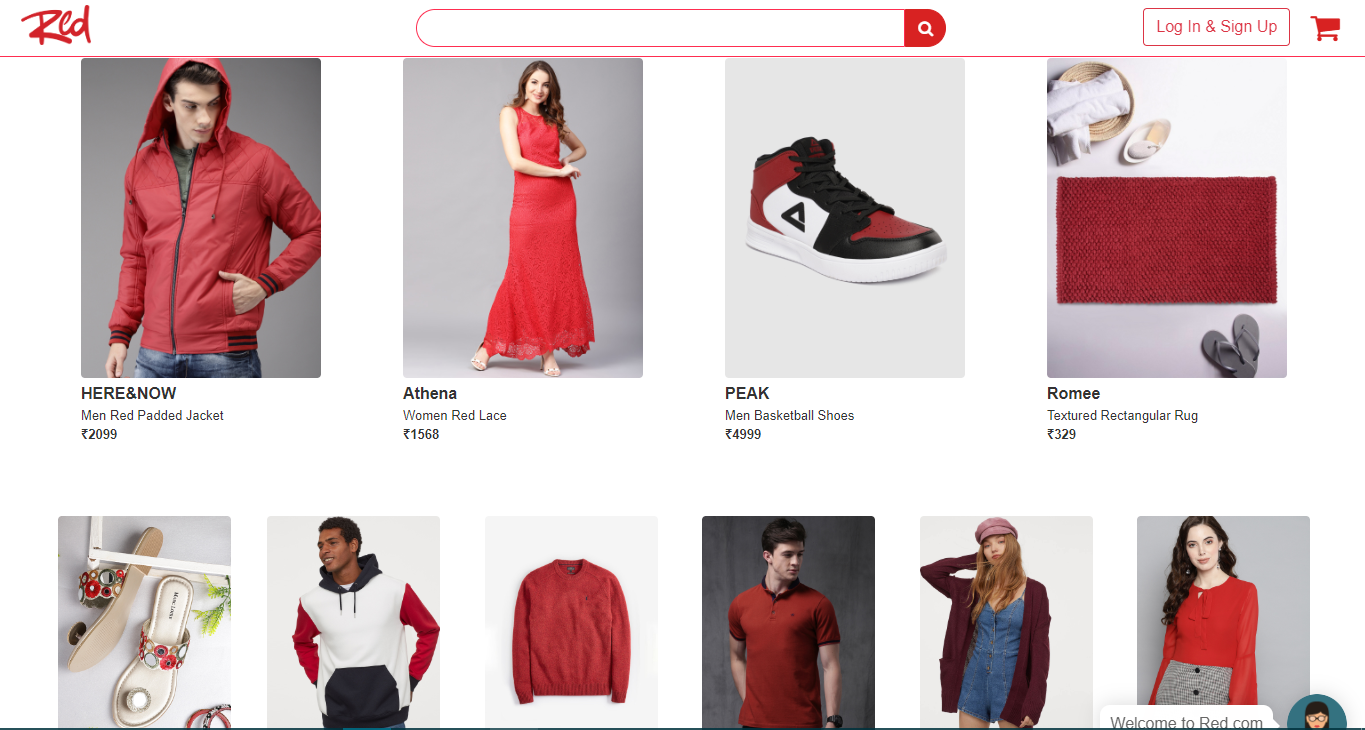 Red
Log In & Sign Up
HERE&NOW
Men Red Padded Jacket
₹2099
Athena
Women Red Lace
₹1568
PEAK
Men Basketball Shoes
₹4999
Romee
Textured Rectangular Rug
₹329
Welcome to Red.com